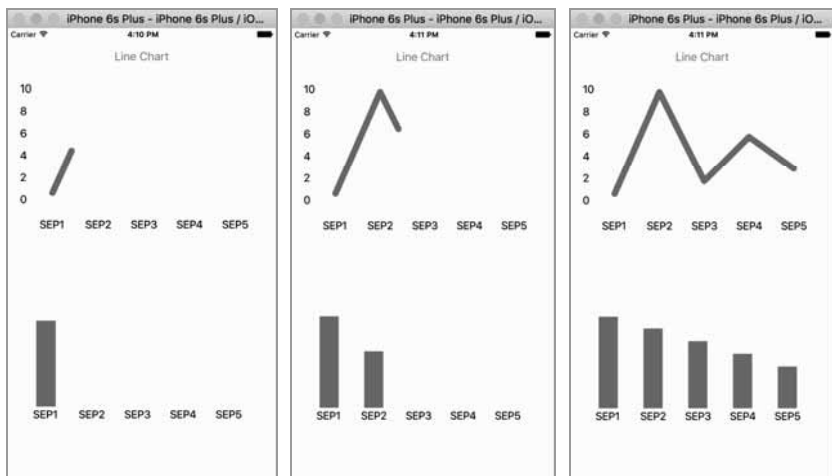 iPhone 6s Plus - iPhone 6s Plus / iO...
Carrier 4:10 PM
Line Chart
10
8
6
4
2
0
SEP1 SEP2 SEP3 SEP4 SEP5
SEP1 SEP2 SEP3 SEP4 SEP5
iPhone 6s Plus - iPhone 6s Plus / iO...
Carrier 4:11 PM
Line Chart
10
8
6
4
2
0
SEP1 SEP2 SEP3 SEP4 SEP5
SEP1 SEP2 SEP3 SEP4 SEP5
iPhone 6s Plus - iPhone 6s Plus / iO...
Carrier 4:11 PM
Line Chart
10
8
6
4
2
0
SEP1 SEP2 SEP3 SEP4 SEP5
SEP1 SEP2 SEP3 SEP4 SEP5